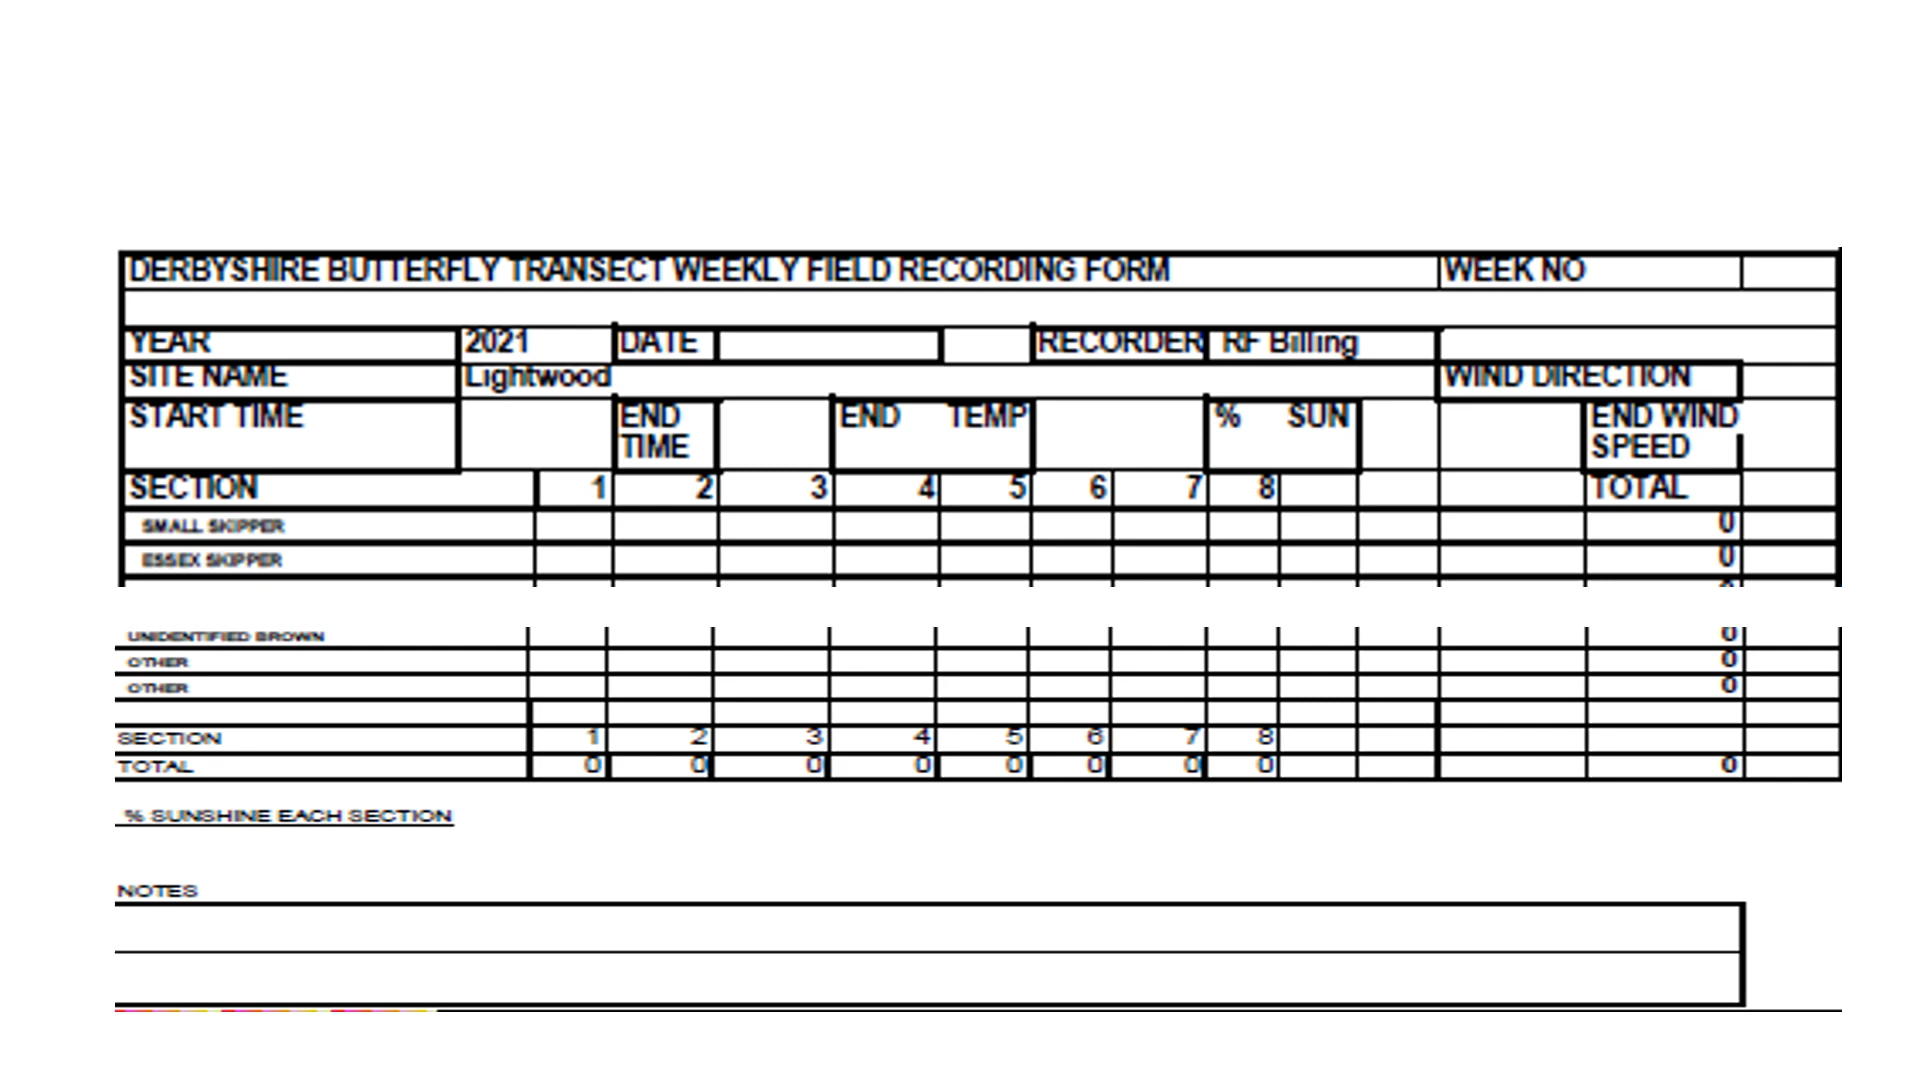 DERBYSHIRE BUTTERFLY TRANSECT WEEKLY FIELD RECORDING FORM WEEK NO
YEAR 2021 DATE RECORDER RF Billing
SITE NAME Lightwood WIND DIRECTION
START TIME END TIME END TEMP % SUN END WIND SPEED
SECTION 1 2 3 4 5 6 7 8 TOTAL
SMALL SKIPPER 0
ESSEX SKIPPER 0
UNIDENTIFIED BROWN 0
OTHER 0
OTHER 0
SECTION 1 2 3 4 5 6 7 8
TOTAL 0 0 0 0 0 0 0 0 0
% SUNSHINE EACH SECTION
NOTES